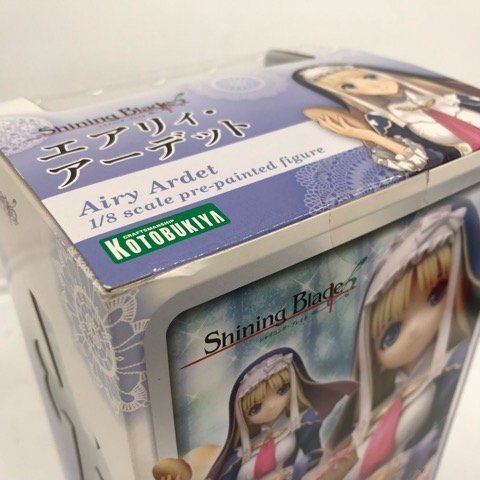 Shining Blade
エアリィ・
アーデット
Airy Ardet
1/8 scale pre-painted figure
CRAFTSMANSHIP
KOTOBUKIYA
Shining Blade